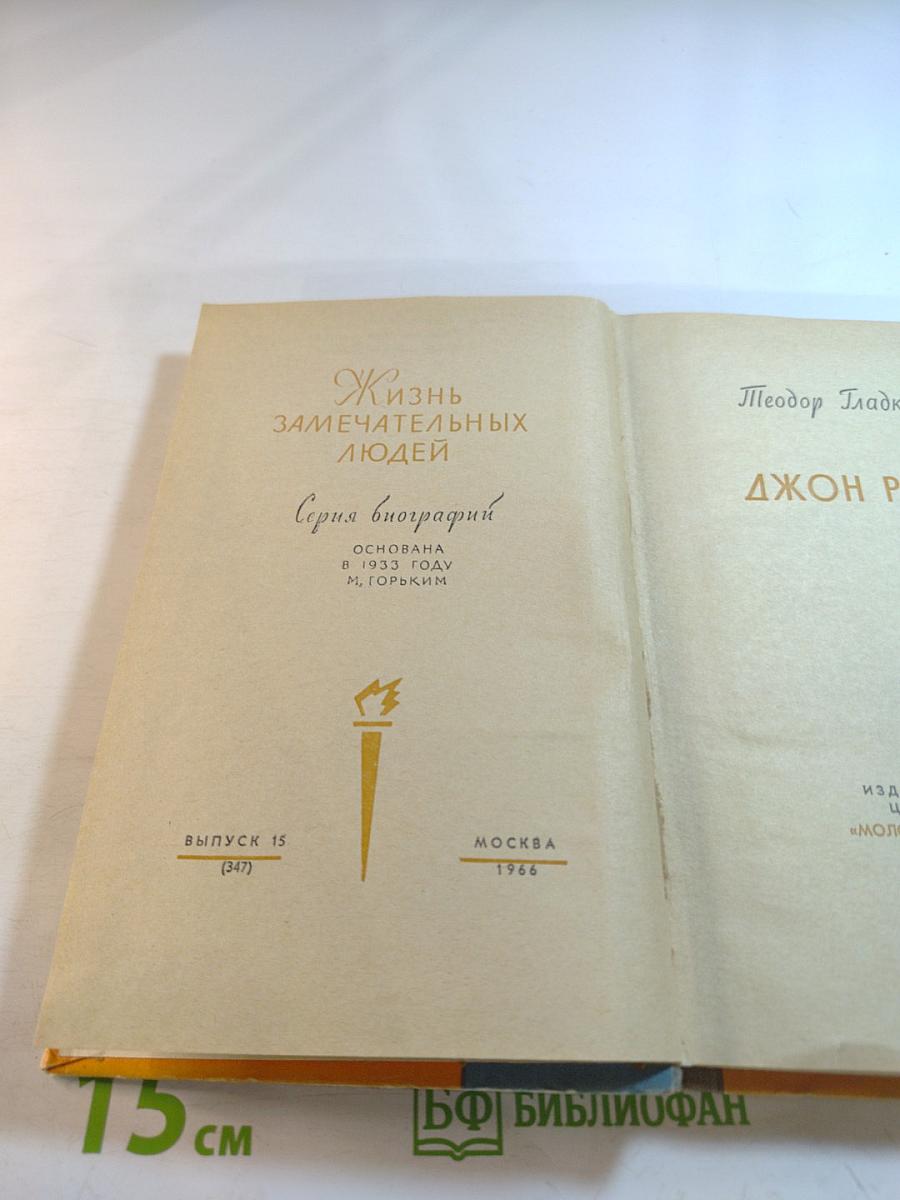 Жизнь
ЗАМЕЧАТЕЛЬНЫХ
ЛЮДЕЙ
Серия биографий
ОСНОВАНА
В 1933 ГОДУ
М. ГОРЬКИМ
ВЫПУСК 15
(347)
МОСКВА
1966
Теодор Гладк
ДЖОН Р
ИЗД
Ц
«МОЛО
15 см
БФ БИБЛИОФАН